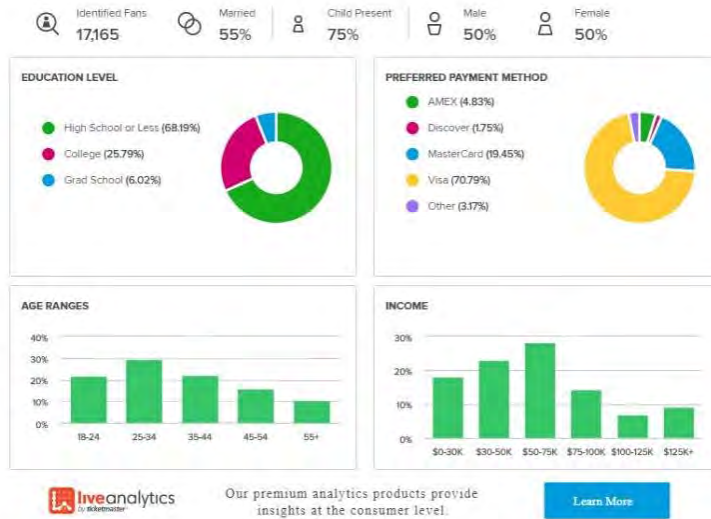 Identified Fans
17,165
Married
55%
Child Present
75%
Male
50%
Female
50%
EDUCATION LEVEL
High School or Less (68.19%)
College (25.79%)
Grad School (6.02%)
PREFERRED PAYMENT METHOD
AMEX (4.83%)
Discover (1.75%)
MasterCard (19.45%)
Visa (70.79%)
Other (3.17%)
AGE RANGES
40%
30%
20%
10%
0%
18-24 25-34 35-44 45-54 55+
INCOME
30%
20%
10%
0%
$0-30K $30-50K $50-75K $75-100K $100-125K $125K+
liveanalytics
by ticketmaster
Our premium analytics products provide
insights at the consumer level.
Learn More